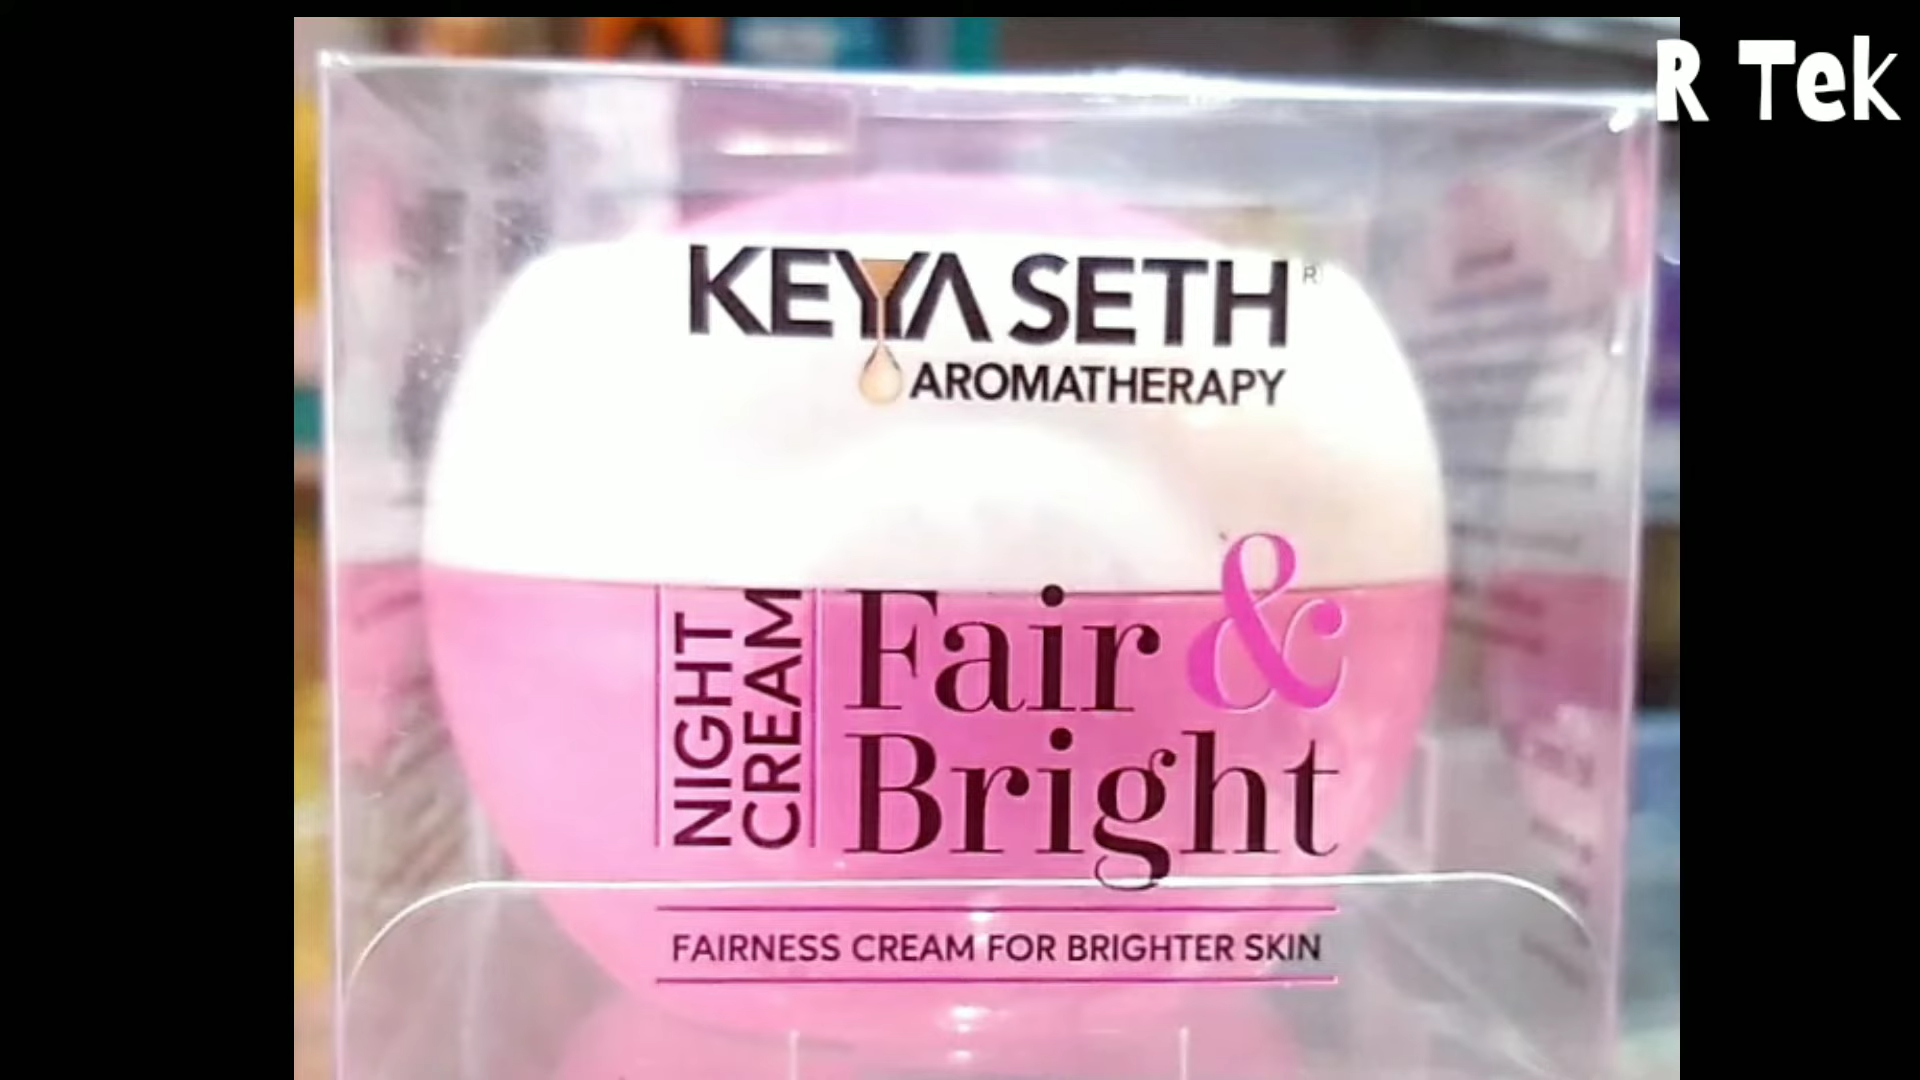 R Tek
KEYA SETH R
AROMATHERAPY
NIGHT
CREAM
Fair &
Bright
FAIRNESS CREAM FOR BRIGHTER SKIN